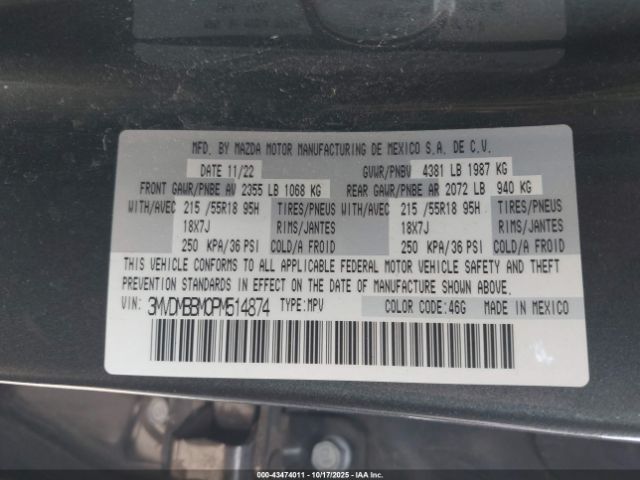 MFD. BY MAZDA MOTOR MANUFACTURING DE MEXICO S.A. DE C.V.
DATE 11/22 GVWR/PNBV 4381 LB 1987 KG
FRONT GAWR/PNBE AV 2355 LB 1068 KG REAR GAWR/PNBE AR 2072 LB 940 KG
WITH/AVEC 215 /55R18 95H TIRES/PNEUS WITH/AVEC 215 /55R18 95H TIRES/PNEUS
18X7J RIMS/JANTES 18X7J RIMS/JANTES
250 KPA/36 PSI COLD/A FROID 250 KPA/36 PSI COLD/A FROID
THIS VEHICLE CONFORMS TO ALL APPLICABLE FEDERAL MOTOR VEHICLE SAFETY AND THEFT
PREVENTION STANDARDS IN EFFECT ON THE DATE OF MANUFACTURE SHOWN ABOVE.
VIN: 3MVDMBBM0PM514874 TYPE:MPV COLOR CODE:46G MADE IN MEXICO
000-43474011 - 10/17/2025 - IAAI.COM